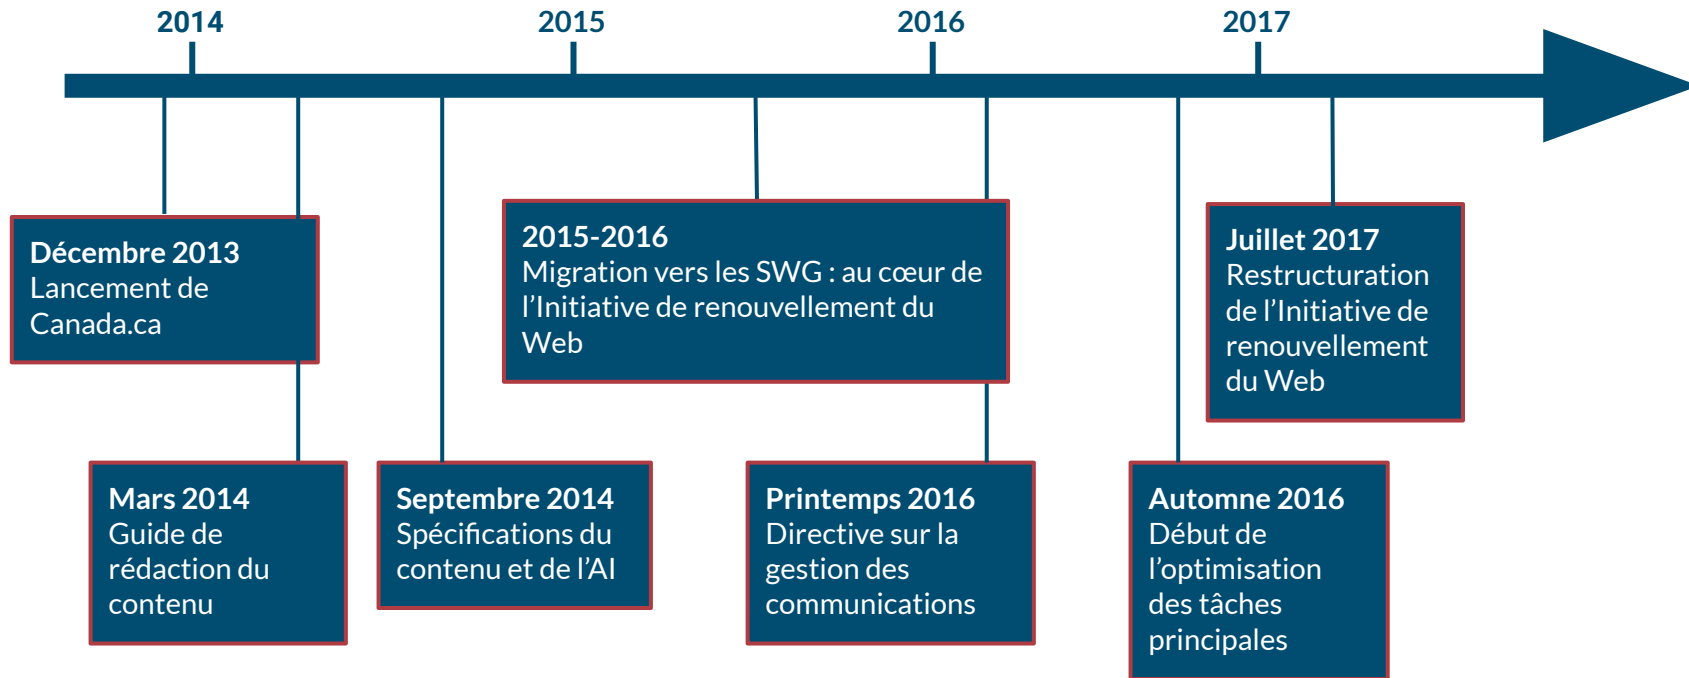 2014
2015
2016
2017
Décembre 2013
Lancement de
Canada.ca
2015-2016
Migration vers les SWG : au cœur de
l’Initiative de renouvellement du
Web
Juillet 2017
Restructuration
de l’Initiative de
renouvellement
du Web
Mars 2014
Guide de
rédaction du
contenu
Septembre 2014
Spécifications du
contenu et de l’AI
Printemps 2016
Directive sur la
gestion des
communications
Automne 2016
Début de
l’optimisation
des tâches
principales